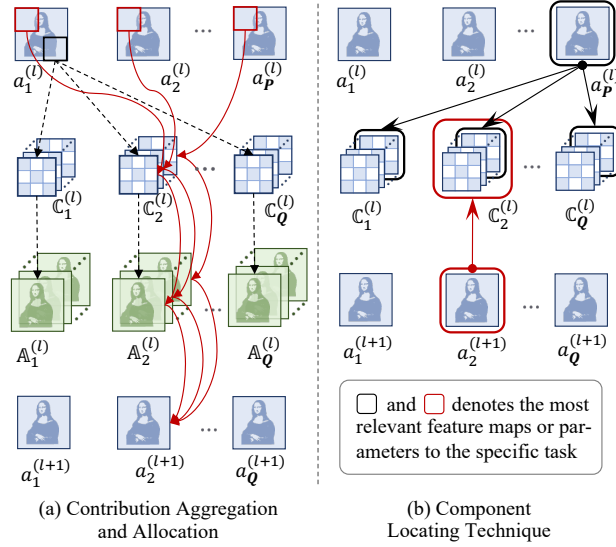 a_1^{(l)} a_2^{(l)} ... a_P^{(l)}
ℂ_1^{(l)} ℂ_2^{(l)} ... ℂ_Q^{(l)}
𝔸_1^{(l)} 𝔸_2^{(l)} ... 𝔸_Q^{(l)}
a_1^{(l+1)} a_2^{(l+1)} ... a_Q^{(l+1)}
(a) Contribution Aggregation
and Allocation
a_1^{(l)} a_2^{(l)} ... a_P^{(l)}
ℂ_1^{(l)} ℂ_2^{(l)} ... ℂ_Q^{(l)}
a_1^{(l+1)} a_2^{(l+1)} ... a_Q^{(l+1)}
and denotes the most
relevant feature maps or par-
ameters to the specific task
(b) Component
Locating Technique